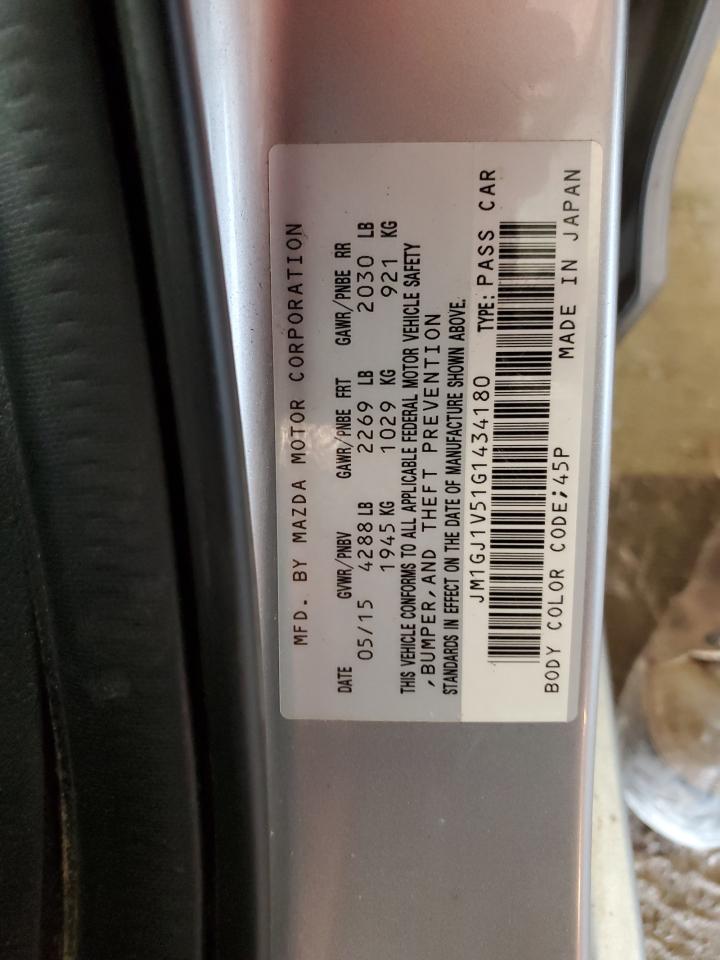 MFD. BY MAZDA MOTOR CORPORATION
DATE GVWR/PNBV GAWR/PNBE FRT GAWR/PNBE RR
05/15 4288 LB 2269 LB 2030 LB
1945 KG 1029 KG 921 KG
THIS VEHICLE CONFORMS TO ALL APPLICABLE FEDERAL MOTOR VEHICLE SAFETY
,BUMPER,AND THEFT PREVENTION
STANDARDS IN EFFECT ON THE DATE OF MANUFACTURE SHOWN ABOVE.
JM1GJ1V51G1434180 TYPE: PASS CAR
BODY COLOR CODE;45P MADE IN JAPAN